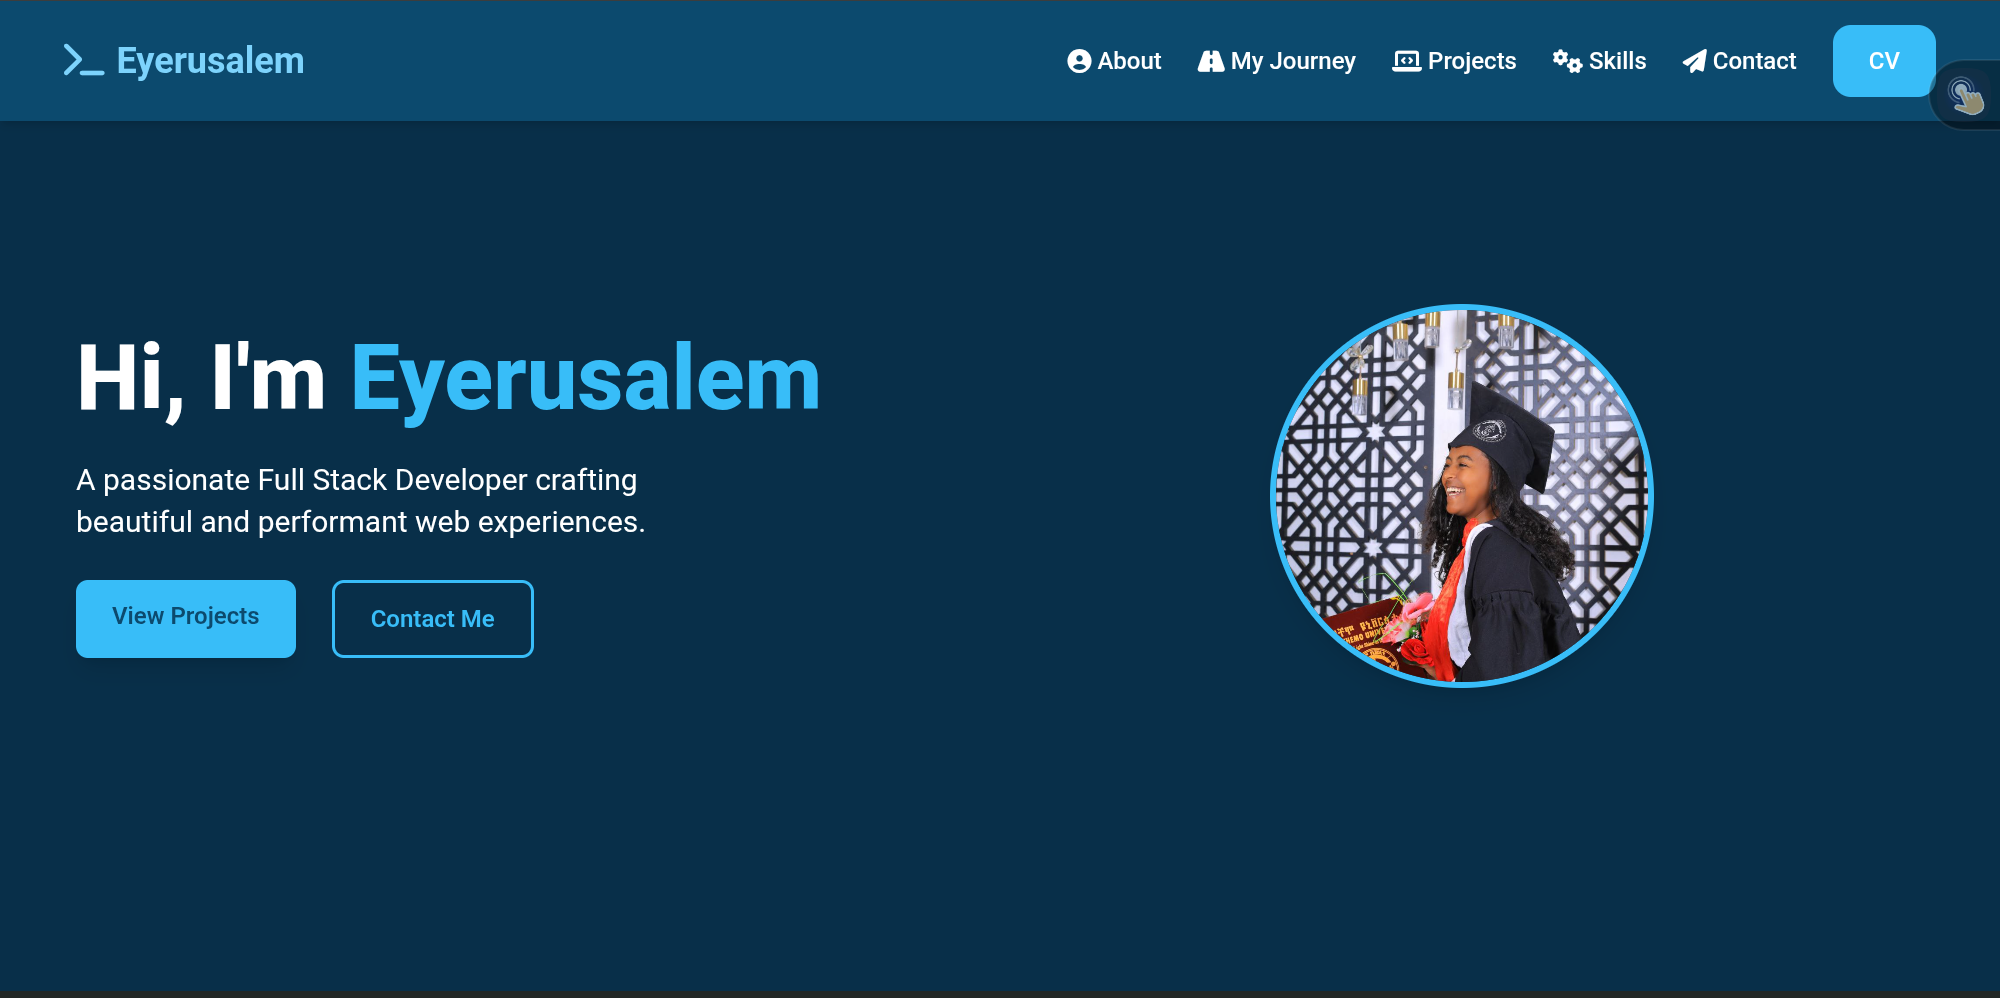 Eyerusalem
About
My Journey
Projects
Skills
Contact
CV
Hi, I'm Eyerusalem
A passionate Full Stack Developer crafting
beautiful and performant web experiences.
View Projects
Contact Me